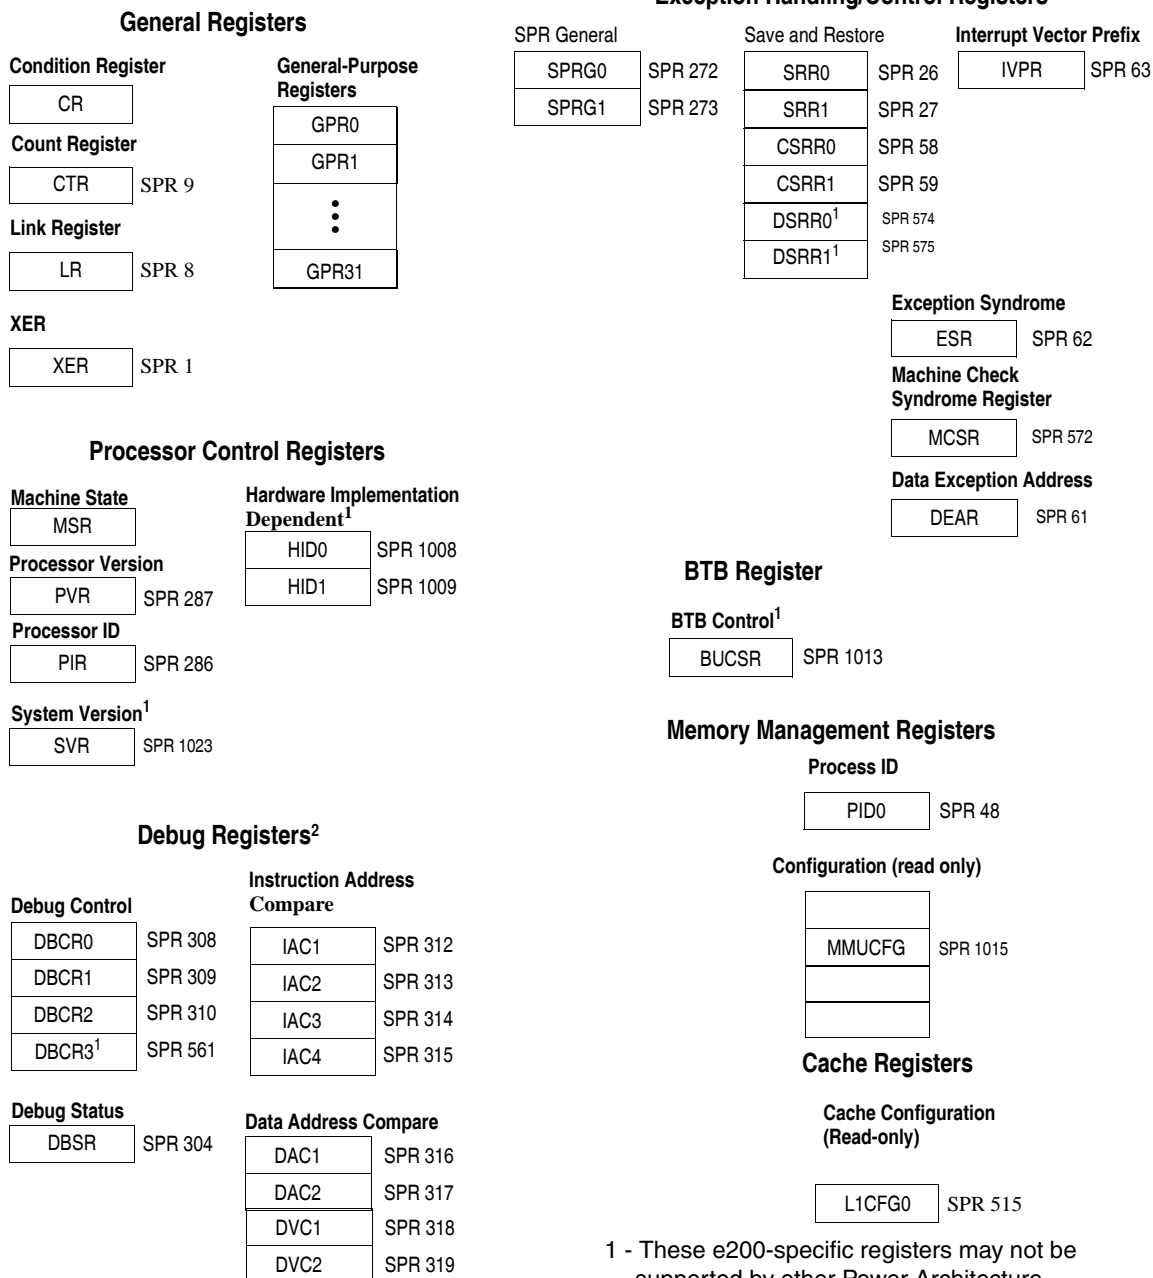 General Registers
Condition Register
CR
Count Register
CTR SPR 9
Link Register
LR SPR 8
XER
XER SPR 1
General-Purpose
Registers
GPR0
GPR1
GPR31
Exception Handling/Control Registers
SPR General
SPRG0 SPR 272
SPRG1 SPR 273
Save and Restore
SRR0 SPR 26
SRR1 SPR 27
CSRR0 SPR 58
CSRR1 SPR 59
DSRR01 SPR 574
DSRR11 SPR 575
Interrupt Vector Prefix
IVPR SPR 63
Exception Syndrome
ESR SPR 62
Machine Check
Syndrome Register
MCSR SPR 572
Data Exception Address
DEAR SPR 61
Processor Control Registers
Machine State
MSR
Processor Version
PVR SPR 287
Processor ID
PIR SPR 286
System Version1
SVR SPR 1023
Hardware Implementation
Dependent1
HID0 SPR 1008
HID1 SPR 1009
BTB Register
BTB Control1
BUCSR SPR 1013
Memory Management Registers
Process ID
PID0 SPR 48
Configuration (read only)
MMUCFG SPR 1015
Debug Registers2
Debug Control
DBCR0 SPR 308
DBCR1 SPR 309
DBCR2 SPR 310
DBCR31 SPR 561
Instruction Address
Compare
IAC1 SPR 312
IAC2 SPR 313
IAC3 SPR 314
IAC4 SPR 315
Debug Status
DBSR SPR 304
Data Address Compare
DAC1 SPR 316
DAC2 SPR 317
DVC1 SPR 318
DVC2 SPR 319
Cache Registers
Cache Configuration
(Read-only)
L1CFG0 SPR 515
1 - These e200-specific registers may not be
supported by other Power Architecture